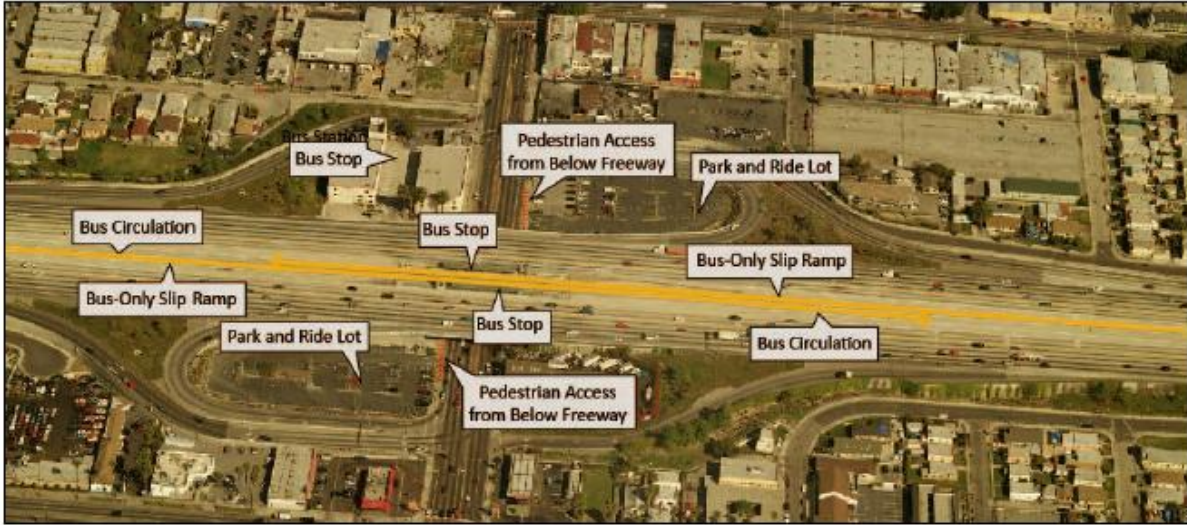 Bus Station
Bus Stop
Pedestrian Access
from Below Freeway
Park and Ride Lot
Bus Circulation
Bus Stop
Bus-Only Slip Ramp
Bus-Only Slip Ramp
Bus Stop
Park and Ride Lot
Bus Circulation
Pedestrian Access
from Below Freeway